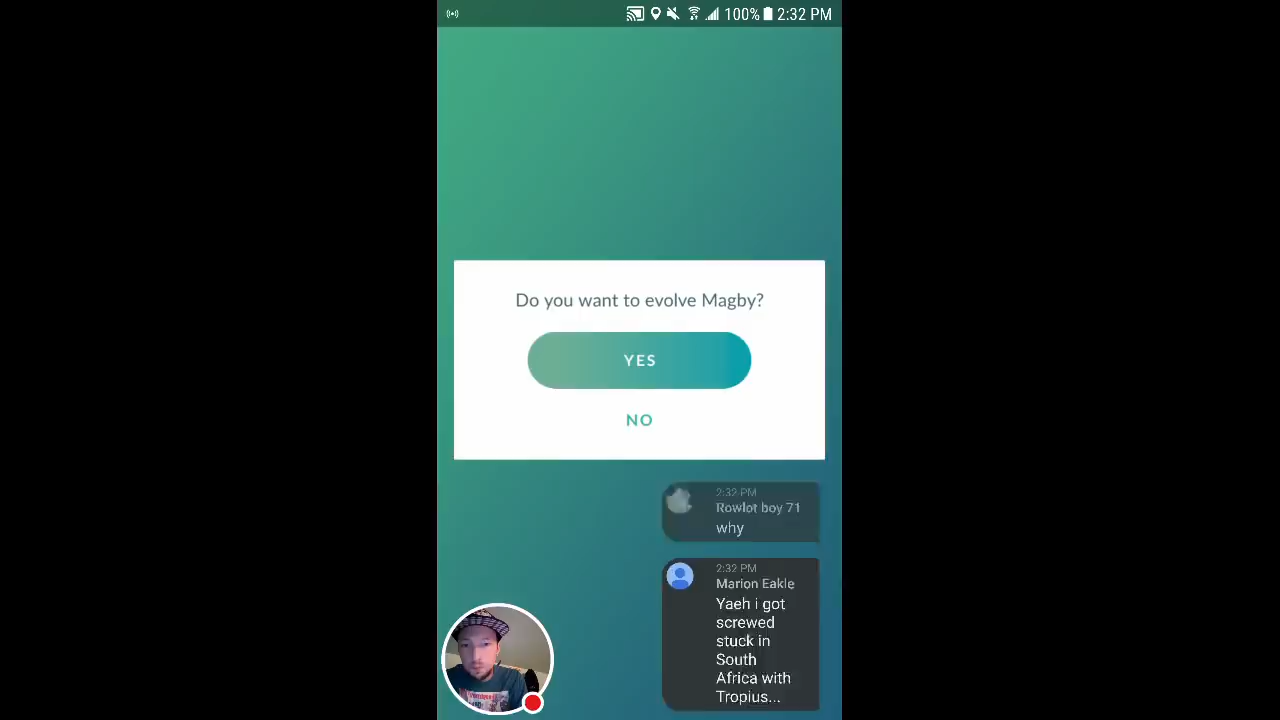 100% 2:32 PM
Do you want to evolve Magby?
YES
NO
2:32 PM
Rowlot boy 71
why
2:32 PM
Marion Eakle
Yaeh i got
screwed
stuck in
South
Africa with
Tropius...